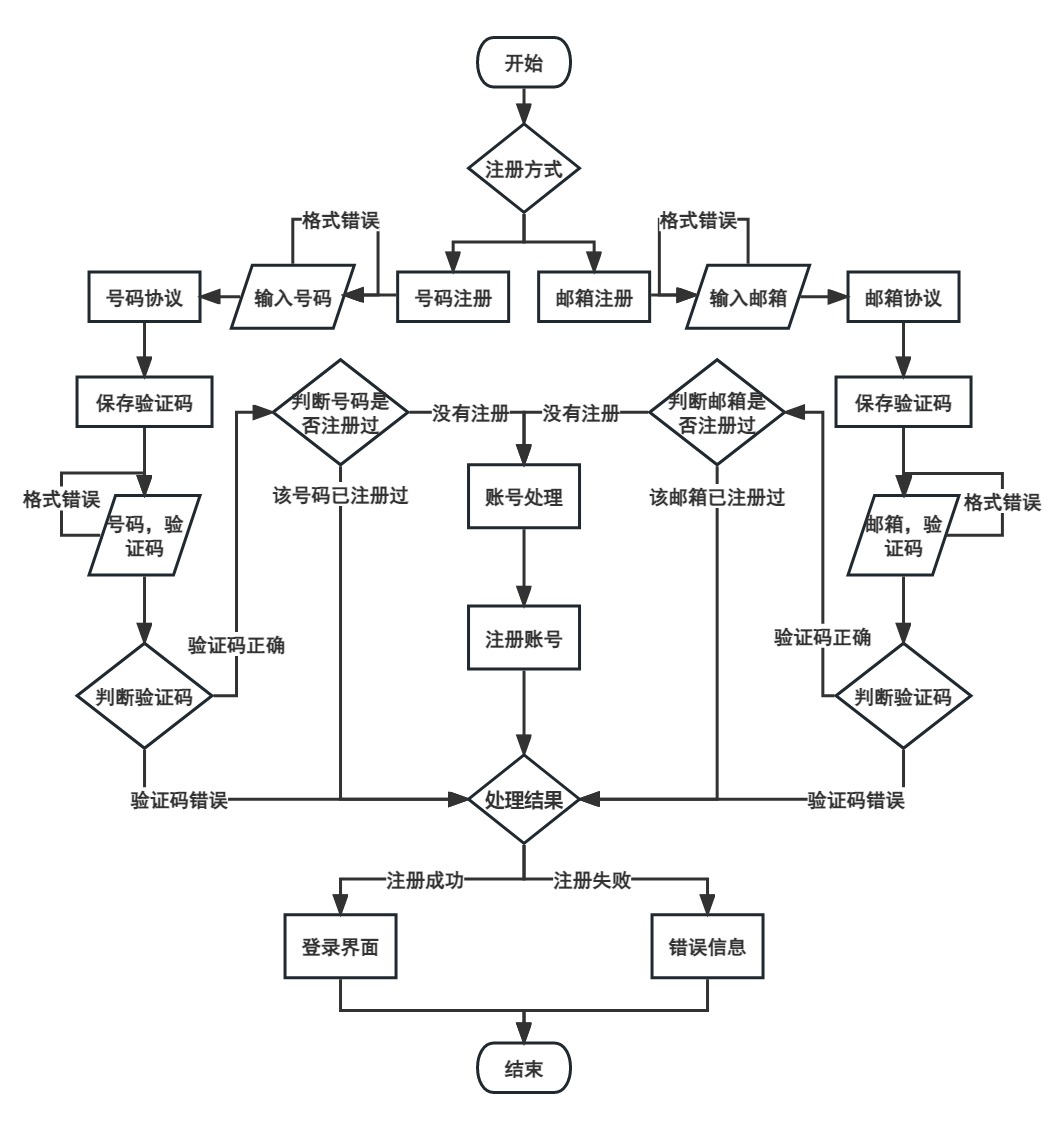 开始
注册方式
格式错误
格式错误
号码协议
输入号码
号码注册
邮箱注册
输入邮箱
邮箱协议
保存验证码
判断号码是
否注册过
没有注册
没有注册
判断邮箱是
否注册过
保存验证码
格式错误
号码，验
证码
该号码已注册过
账号处理
该邮箱已注册过
邮箱，验
证码
格式错误
验证码正确
注册账号
验证码正确
判断验证码
判断验证码
验证码错误
处理结果
验证码错误
注册成功
注册失败
登录界面
错误信息
结束